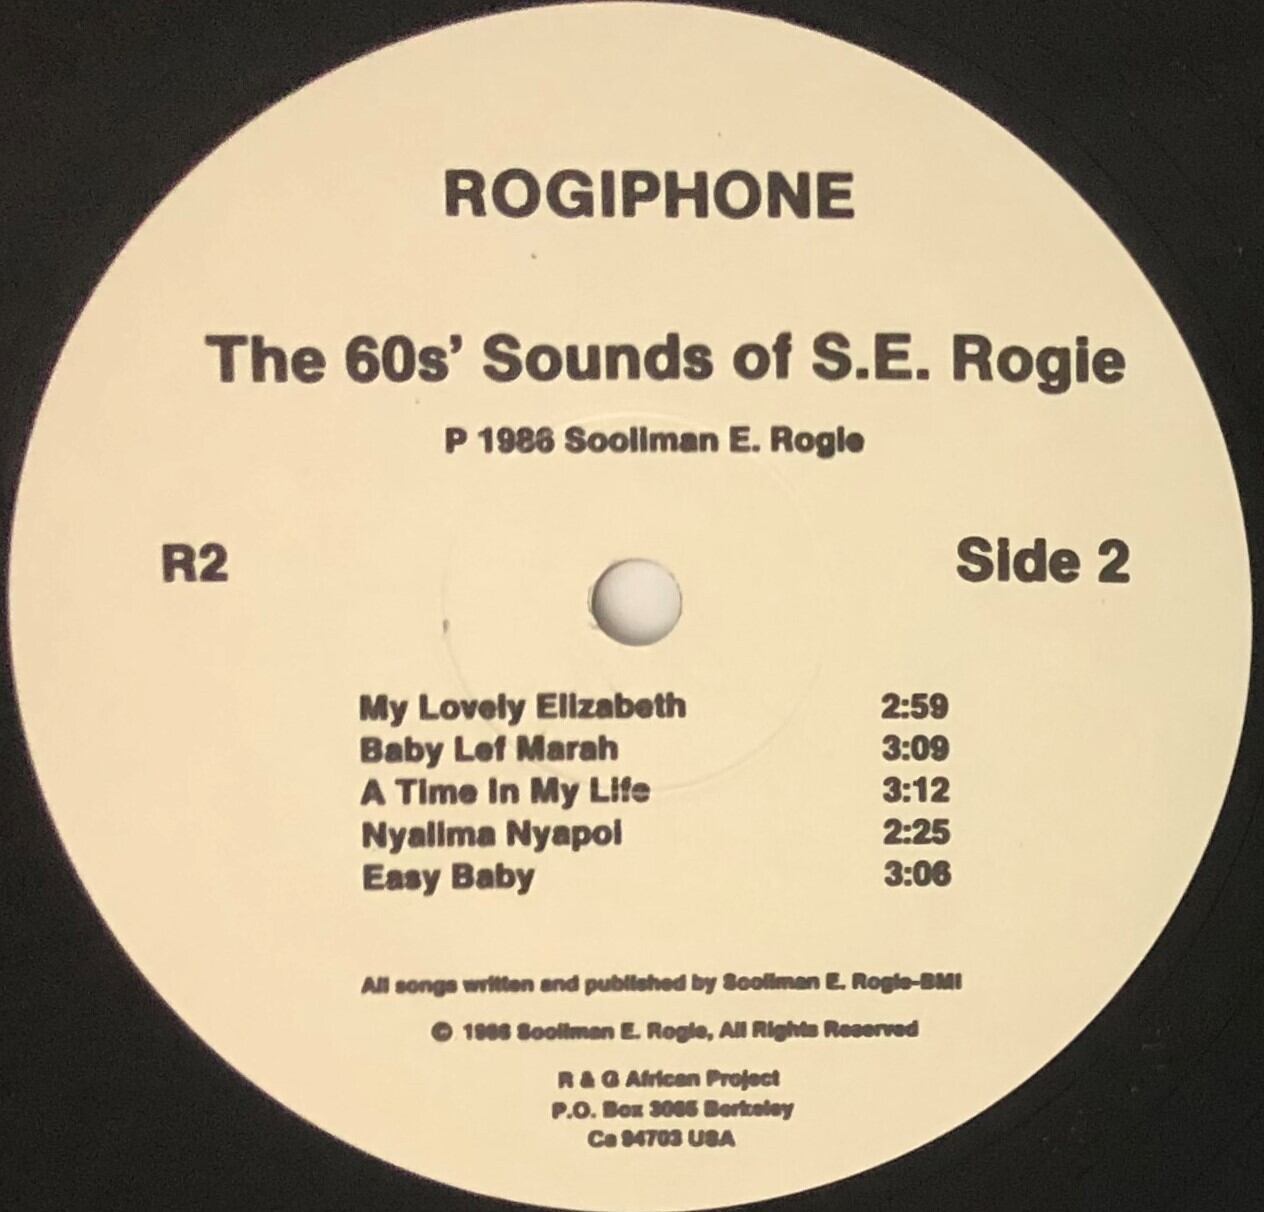 ROGIPHONE
The 60s' Sounds of S.E. Rogie
P 1986 Sooliman E. Rogie
R2
Side 2
My Lovely Elizabeth 2:59
Baby Lef Marah 3:09
A Time In My Life 3:12
Nyalima Nyapoi 2:25
Easy Baby 3:06
All songs written and published by Sooliman E. Rogie-BMI
© 1986 Sooliman E. Rogie, All Rights Reserved
R & G African Project
P.O. Box 3065 Berkeley
Ca 94703 USA